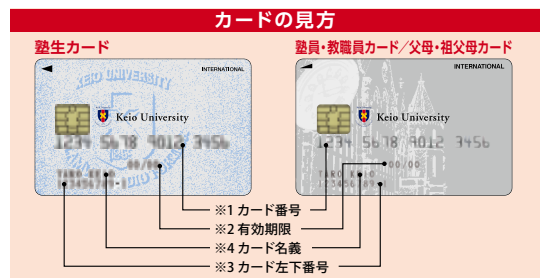 カードの見方
塾生カード
塾員・教職員カード／父母・祖父母カード
INTERNATIONAL
KEIO UNIVERSITY
Keio University
1234 5678 9012 3456
00/00
TARO KEIO
123456789-1
INTERNATIONAL
Keio University
1234 5678 9012 3456
00/00
TARO KEIO
123456789-1
※1 カード番号
※2 有効期限
※4 カード名義
※3 カード左下番号